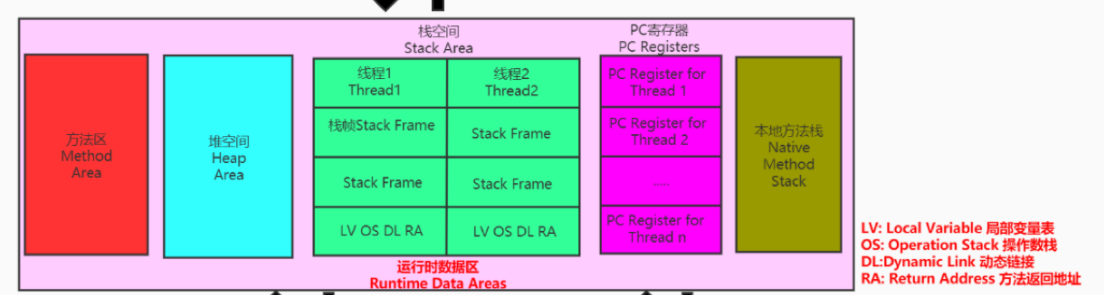 栈空间
Stack Area
PC寄存器
PC Registers
方法区
Method
Area
堆空间
Heap
Area
线程1
Thread1
线程2
Thread2
栈帧Stack Frame
Stack Frame
Stack Frame
Stack Frame
LV OS DL RA
LV OS DL RA
PC Register for
Thread 1
PC Register for
Thread 2
.....
PC Register for
Thread n
本地方法栈
Native
Method
Stack
运行时数据区
Runtime Data Areas
LV: Local Variable 局部变量表
OS: Operation Stack 操作数栈
DL:Dynamic Link 动态链接
RA: Return Address 方法返回地址